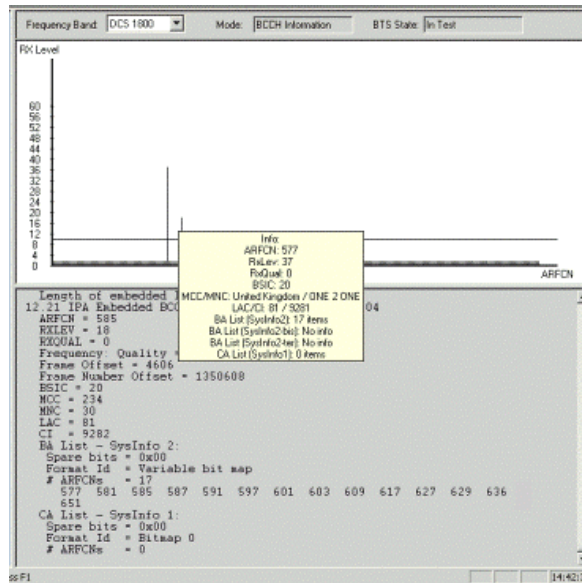 Frequency Band: DCS 1800 Mode: BCCH Information BTS State: In Test
RX Level
60
56
52
48
44
40
36
32
28
24
20
16
12
8
4
0
ARFCN
Info:
ARFCN: 577
RxLev: 37
RxQual: 0
BSIC: 20
MCC/MNC: United Kingdom / ONE 2 ONE
LAC/CI: 81 / 9281
BA List (SysInfo2): 17 items
BA List (SysInfo2-bis): No info
BA List (SysInfo2-ter): No info
CA List (SysInfo1): 0 items
Length of embedded
12.21 IPA Embedded BCC 04
ARFCN = 585
RXLEV = 18
RXQUAL = 0
Frequency: Quality
Frame Offset = 4606
Frame Number Offset = 1350608
BSIC = 20
MCC = 234
MNC = 30
LAC = 81
CI = 9282
BA List - SysInfo 2:
Spare bits = 0x00
Format Id = Variable bit map
# ARFCNs = 17
577 581 585 587 591 597 601 603 609 617 627 629 636
651
CA List - SysInfo 1:
Spare bits = 0x00
Format Id = Bitmap 0
# ARFCNs = 0
ss F1 14:42: